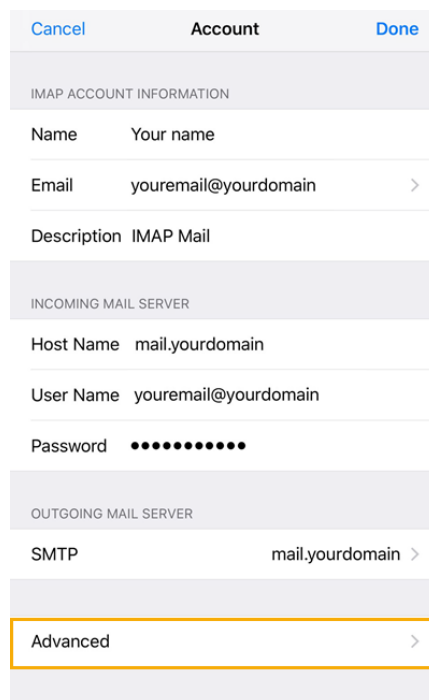 Cancel Account Done
IMAP ACCOUNT INFORMATION
Name Your name
Email youremail@yourdomain
Description IMAP Mail
INCOMING MAIL SERVER
Host Name mail.yourdomain
User Name youremail@yourdomain
Password ●●●●●●●●●●●
OUTGOING MAIL SERVER
SMTP mail.yourdomain
Advanced